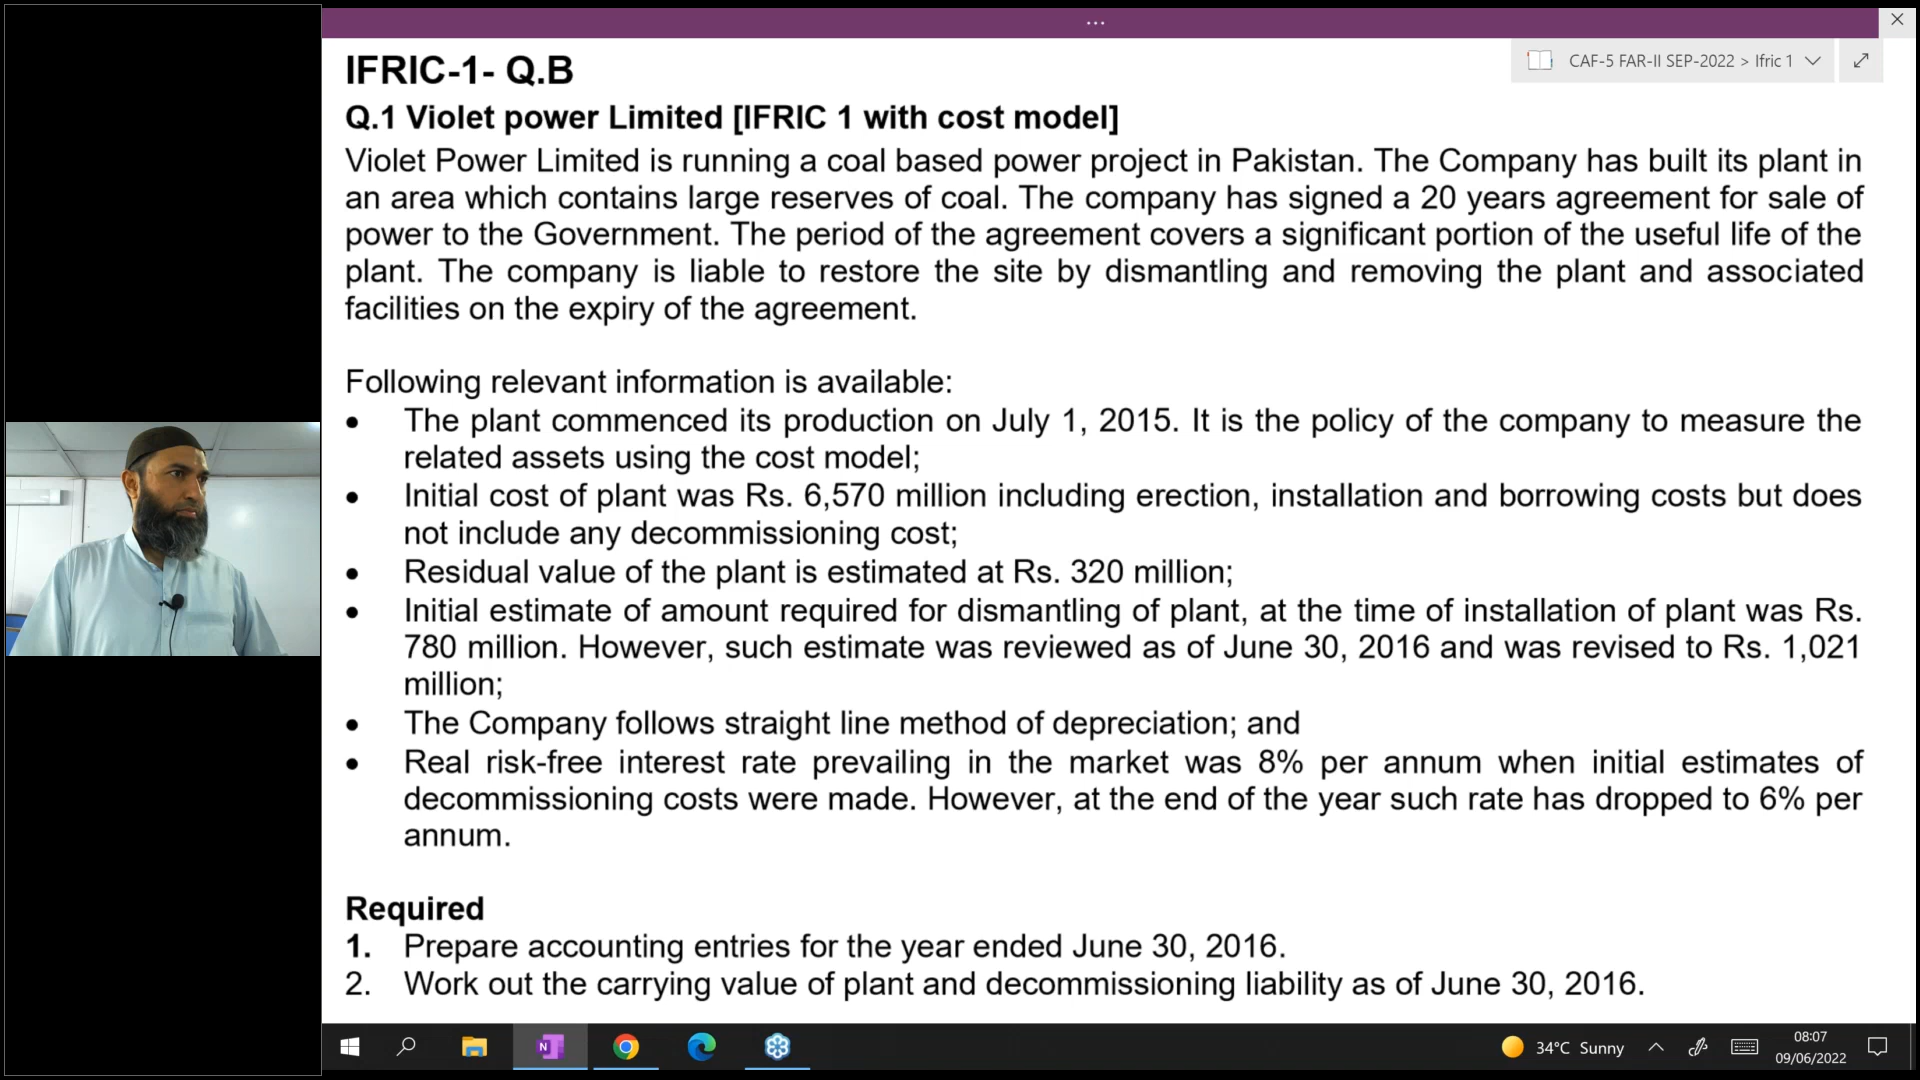 ...
IFRIC-1- Q.B
CAF-5 FAR-II SEP-2022 > Ifric 1
Q.1 Violet power Limited [IFRIC 1 with cost model]
Violet Power Limited is running a coal based power project in Pakistan. The Company has built its plant in
an area which contains large reserves of coal. The company has signed a 20 years agreement for sale of
power to the Government. The period of the agreement covers a significant portion of the useful life of the
plant. The company is liable to restore the site by dismantling and removing the plant and associated
facilities on the expiry of the agreement.
Following relevant information is available:
• The plant commenced its production on July 1, 2015. It is the policy of the company to measure the
related assets using the cost model;
• Initial cost of plant was Rs. 6,570 million including erection, installation and borrowing costs but does
not include any decommissioning cost;
• Residual value of the plant is estimated at Rs. 320 million;
• Initial estimate of amount required for dismantling of plant, at the time of installation of plant was Rs.
780 million. However, such estimate was reviewed as of June 30, 2016 and was revised to Rs. 1,021
million;
• The Company follows straight line method of depreciation; and
• Real risk-free interest rate prevailing in the market was 8% per annum when initial estimates of
decommissioning costs were made. However, at the end of the year such rate has dropped to 6% per
annum.
Required
1. Prepare accounting entries for the year ended June 30, 2016.
2. Work out the carrying value of plant and decommissioning liability as of June 30, 2016.
N
34°C Sunny
08:07
09/06/2022